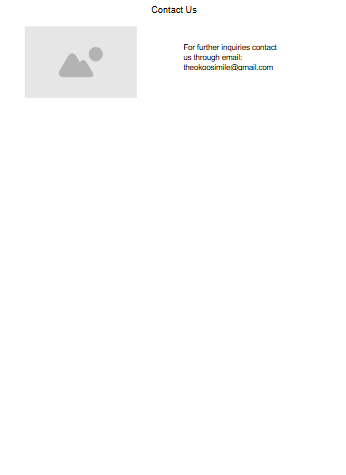 Contact Us
For further inquiries contact
us through email:
theokoosimile@gmail.com